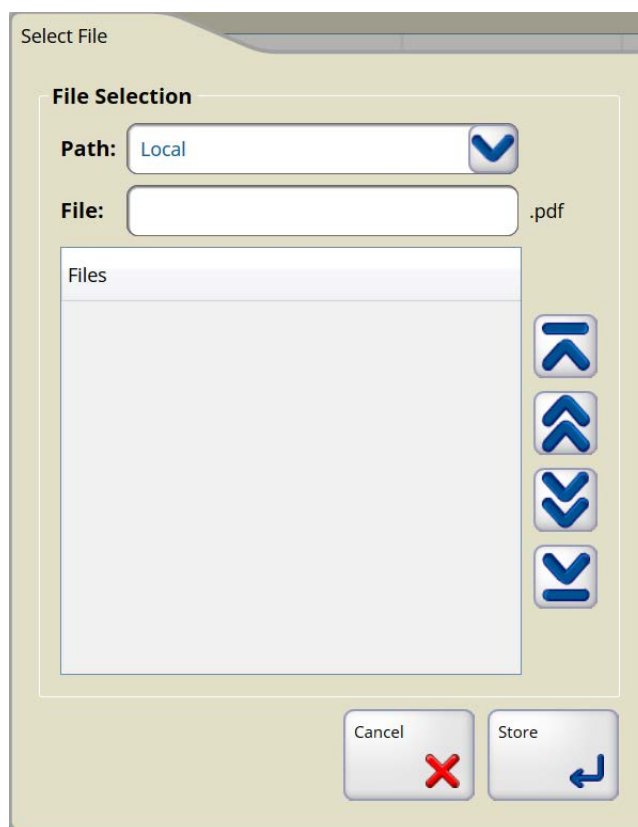 Select File
File Selection
Path: Local
File: .pdf
Files
Cancel
Store